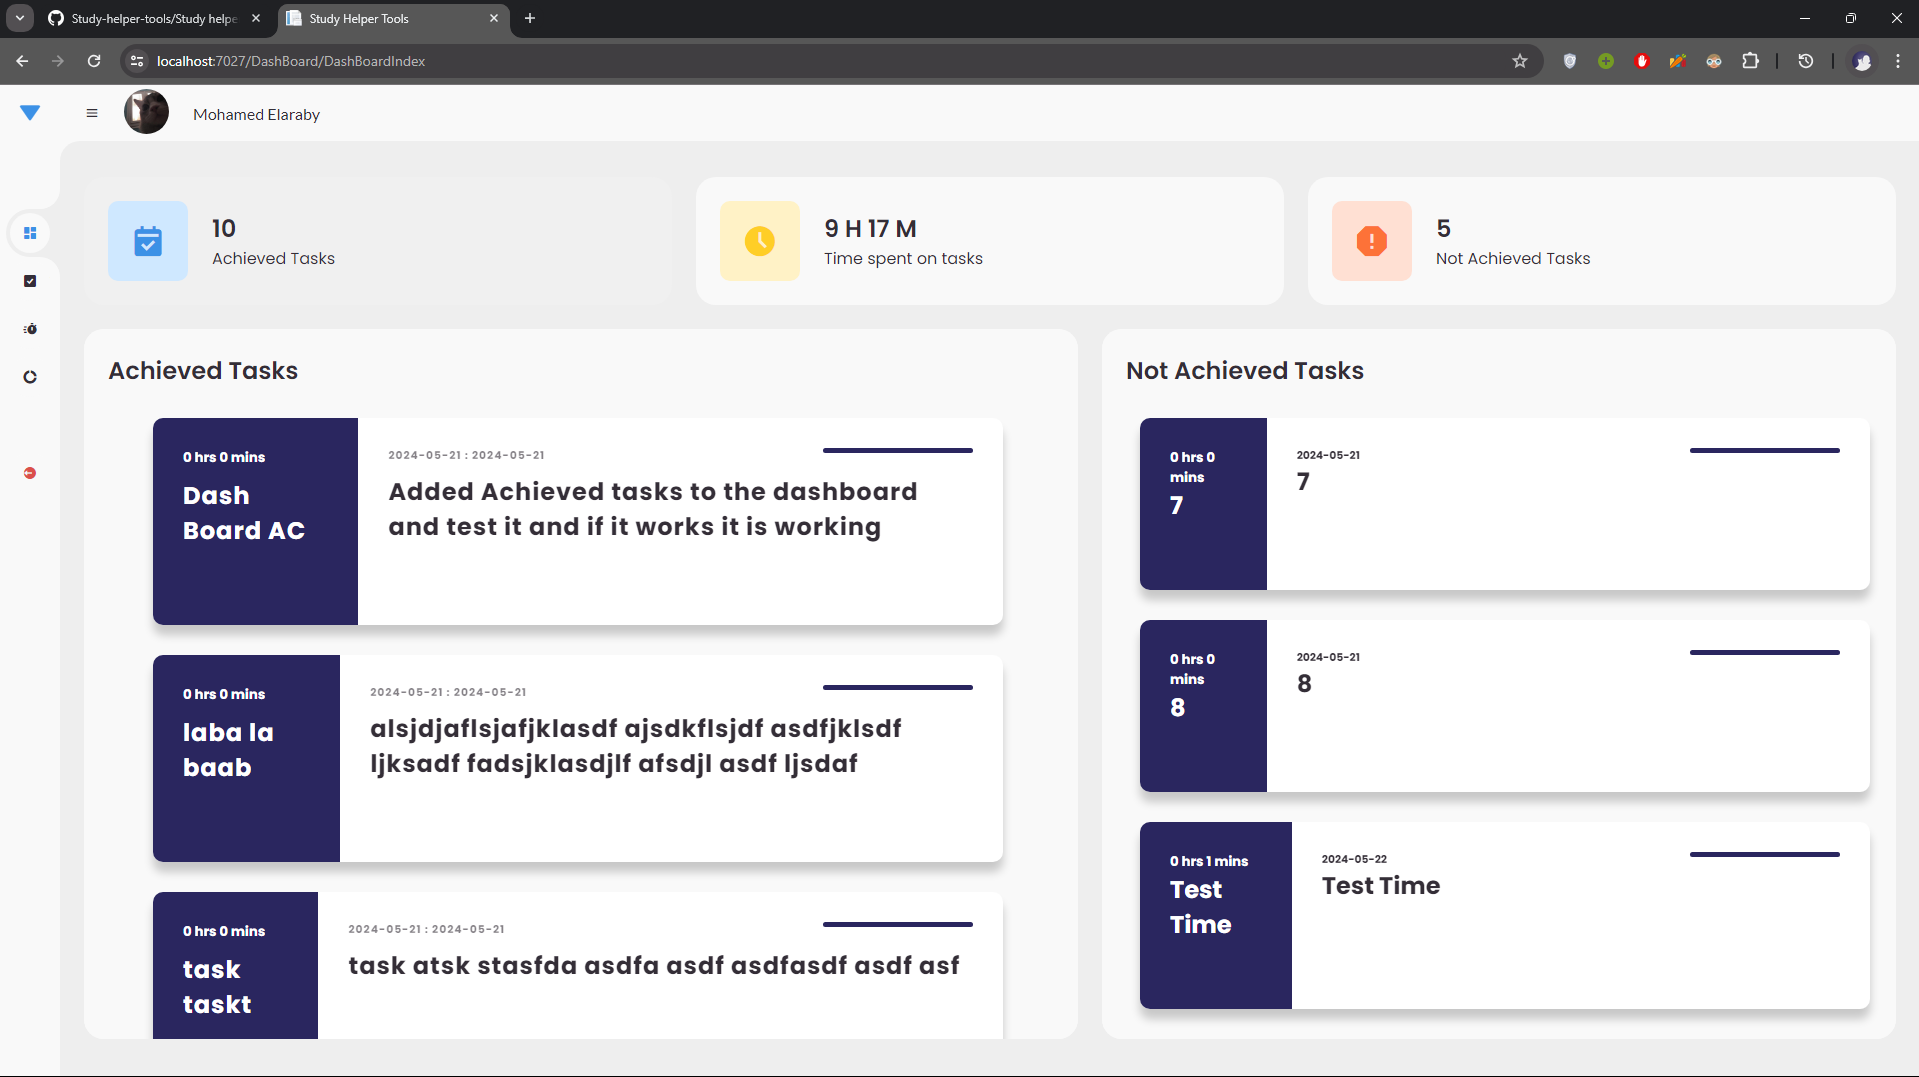 Study-helper-tools/Study helpe
Study Helper Tools
localhost:7027/DashBoard/DashBoardIndex
Mohamed Elaraby
10
Achieved Tasks
9 H 17 M
Time spent on tasks
5
Not Achieved Tasks
Achieved Tasks
0 hrs 0 mins
Dash
Board AC
2024-05-21 : 2024-05-21
Added Achieved tasks to the dashboard
and test it and if it works it is working
0 hrs 0 mins
laba la
baab
2024-05-21 : 2024-05-21
alsjdjaflsjafjklasdf ajsdkflsjdf asdfjklsdf
ljksadf fadsjklasdjlf afsdjl asdf ljsdaf
0 hrs 0 mins
task
taskt
2024-05-21 : 2024-05-21
task atsk stasfda asdfa asdf asdfasdf asdf asf
Not Achieved Tasks
0 hrs 0
mins
7
2024-05-21
7
0 hrs 0
mins
8
2024-05-21
8
0 hrs 1 mins
Test
Time
2024-05-22
Test Time